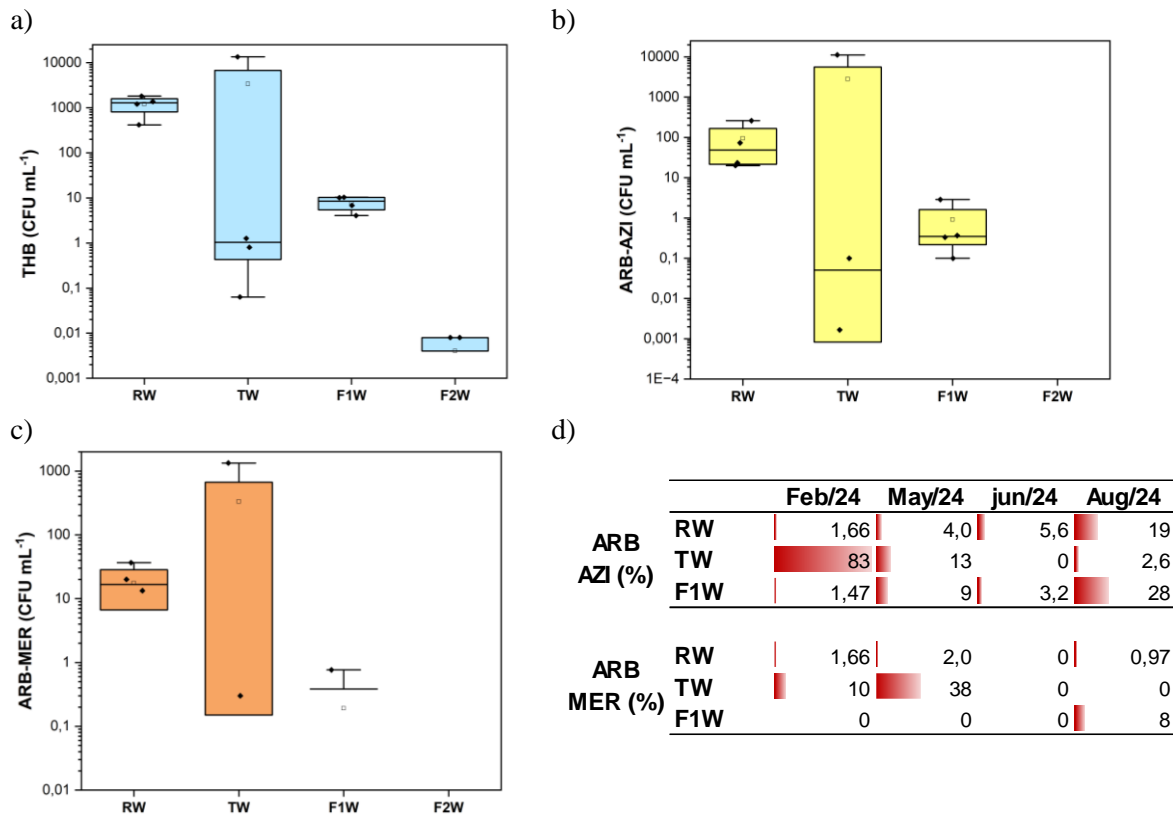 a)
THB (CFU mL⁻¹)
10000
1000
100
10
1
0,1
0,01
0,001
RW TW F1W F2W
b)
ARB-AZI (CFU mL⁻¹)
10000
1000
100
10
1
0,1
0,01
0,001
1E−4
RW TW F1W F2W
c)
ARB-MER (CFU mL⁻¹)
1000
100
10
1
0,1
0,01
RW TW F1W F2W
d)
Feb/24 May/24 jun/24 Aug/24
ARB
AZI (%)
RW 1,66 4,0 5,6 19
TW 83 13 0 2,6
F1W 1,47 9 3,2 28
ARB
MER (%)
RW 1,66 2,0 0 0,97
TW 10 38 0 0
F1W 0 0 0 8